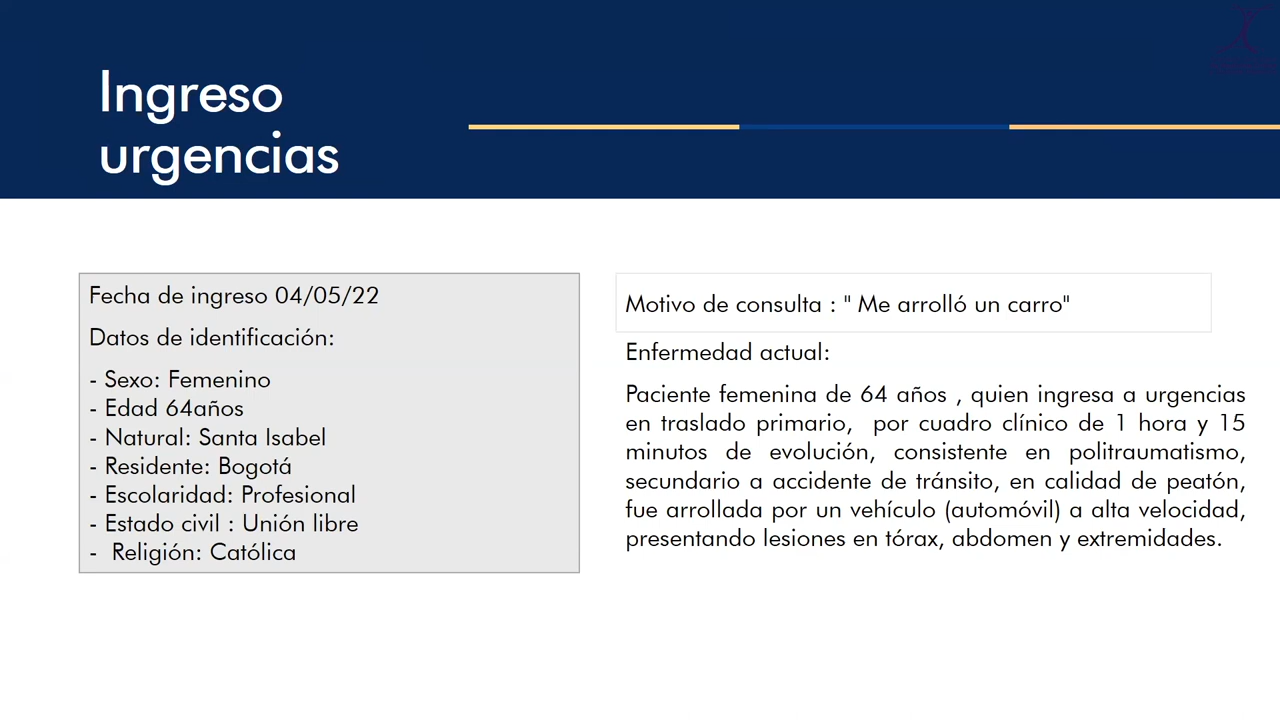 Ingreso
urgencias
Fecha de ingreso 04/05/22
Datos de identificación:
- Sexo: Femenino
- Edad 64años
- Natural: Santa Isabel
- Residente: Bogotá
- Escolaridad: Profesional
- Estado civil : Unión libre
- Religión: Católica
Motivo de consulta : " Me arrolló un carro"
Enfermedad actual:
Paciente femenina de 64 años , quien ingresa a urgencias
en traslado primario, por cuadro clínico de 1 hora y 15
minutos de evolución, consistente en politraumatismo,
secundario a accidente de tránsito, en calidad de peatón,
fue arrollada por un vehículo (automóvil) a alta velocidad,
presentando lesiones en tórax, abdomen y extremidades.